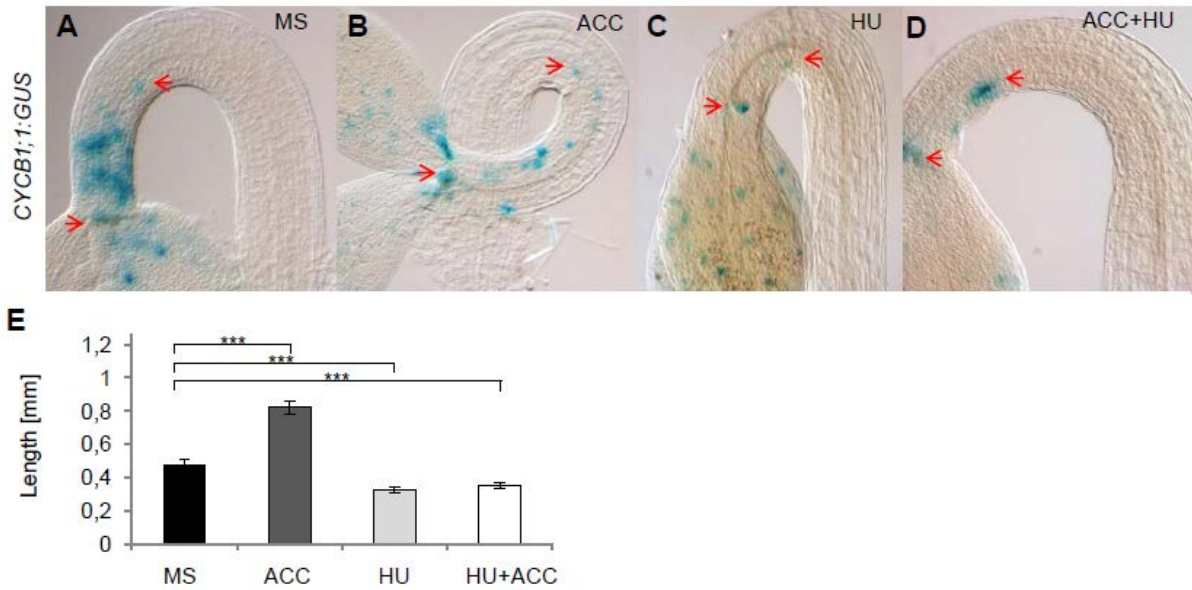 A MS
B ACC
C HU
D ACC+HU
CYCB1;1:GUS
E
***
***
***
1,2
1
0,8
0,6
0,4
0,2
0
Length [mm]
MS ACC HU HU+ACC